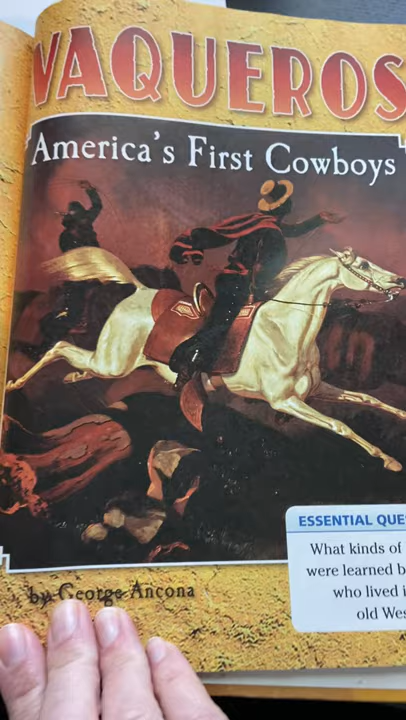 VAQUEROS
America's First Cowboys
ESSENTIAL QUE
What kinds of
were learned b
who lived i
old Wes
by George Ancona